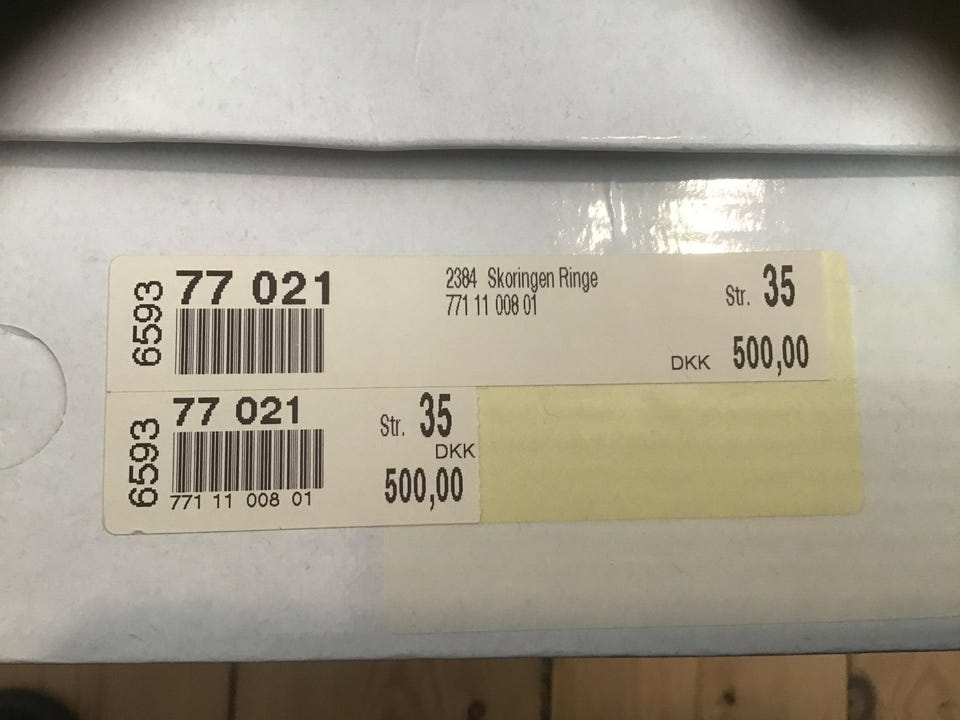 6593
77 021
2384 Skoringen Ringe
771 11 008 01
Str. 35
DKK 500,00
6593
77 021
771 11 008 01
Str. 35
DKK
500,00